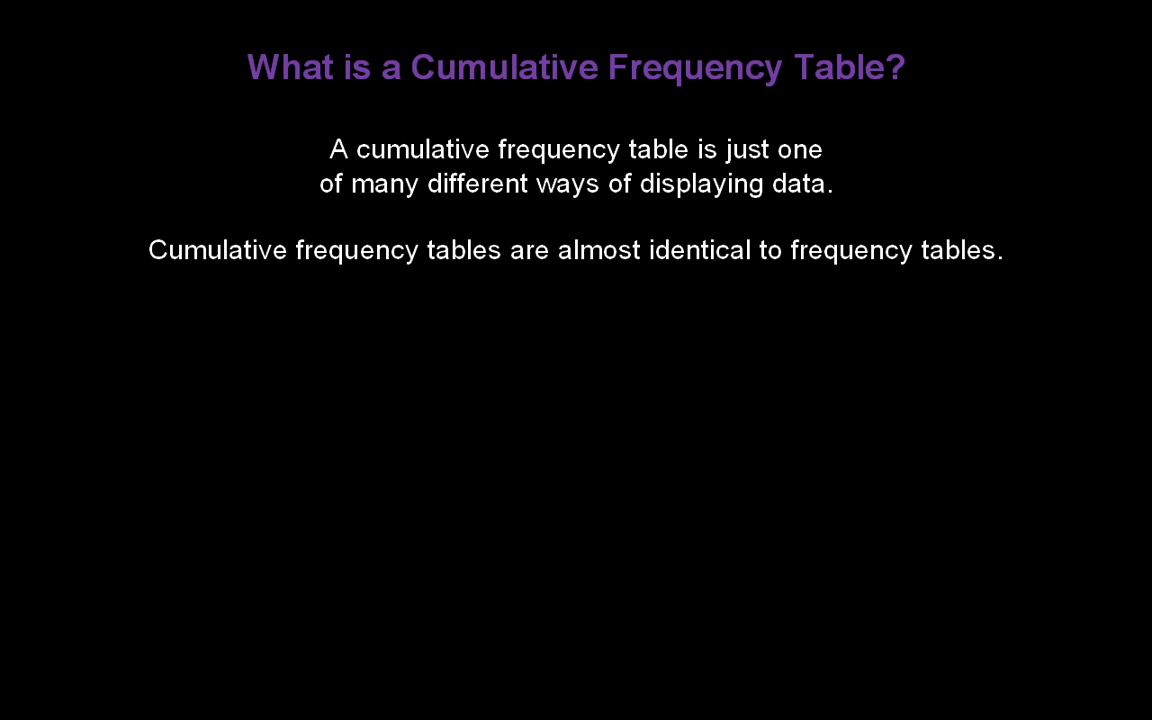 What is a Cumulative Frequency Table?
A cumulative frequency table is just one
of many different ways of displaying data.
Cumulative frequency tables are almost identical to frequency tables.